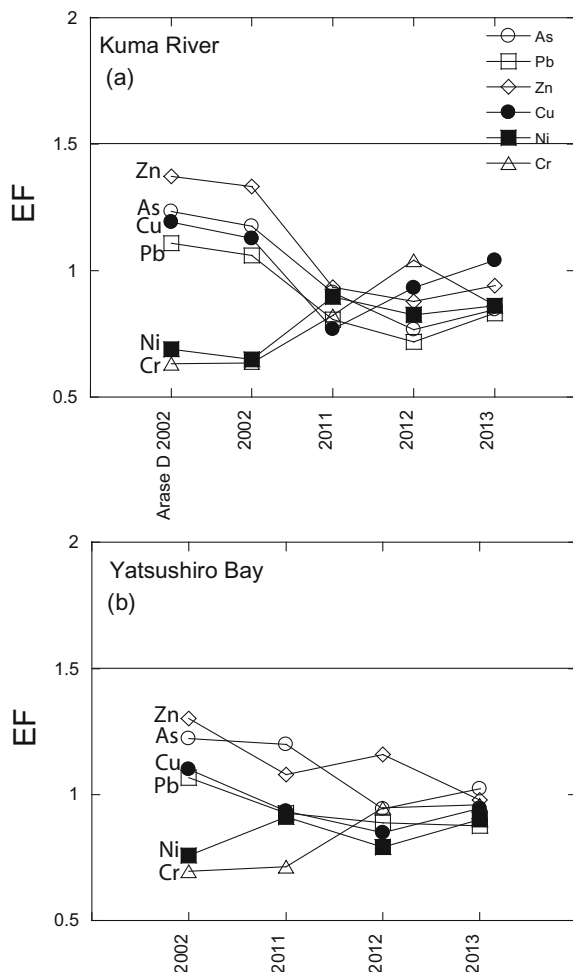 2
Kuma River
(a)
As
Pb
Zn
Cu
Ni
Cr
1.5
EF
Zn
As
Cu
Pb
1
Ni
Cr
0.5
Arase D 2002
2002
2011
2012
2013
2
Yatsushiro Bay
(b)
1.5
EF
Zn
As
Cu
Pb
1
Ni
Cr
0.5
2002
2011
2012
2013